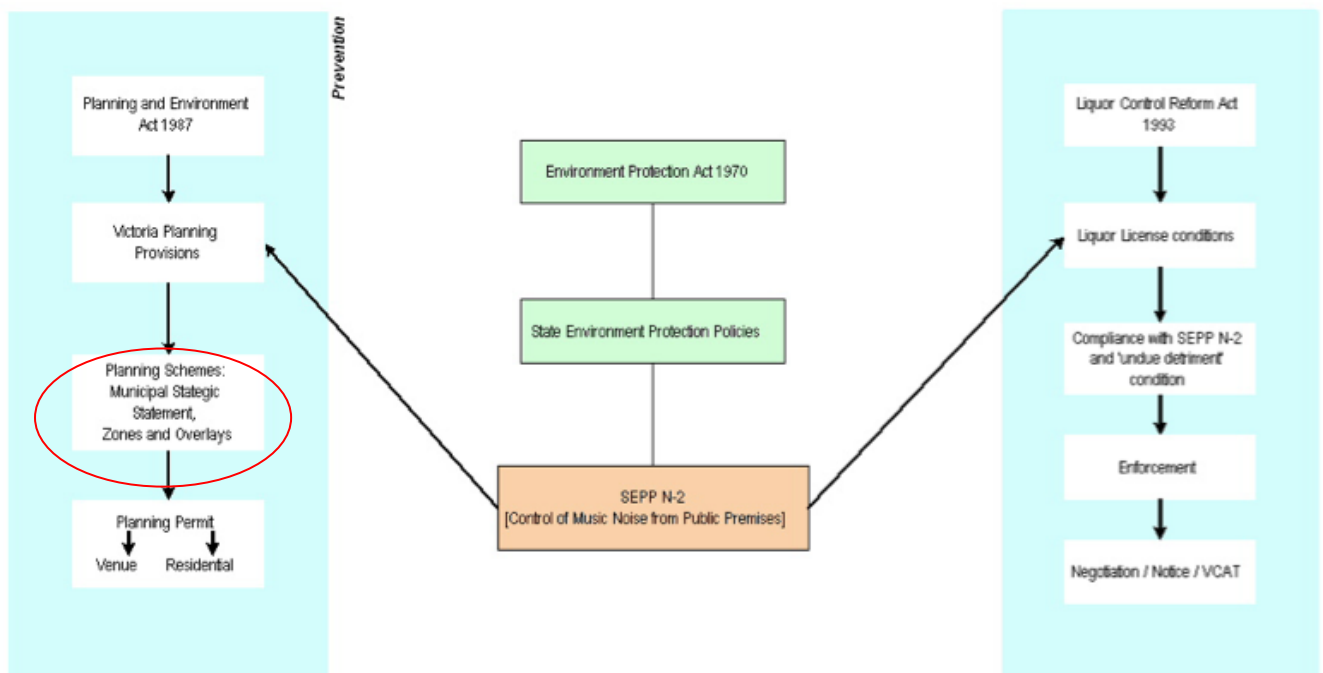 Prevention
Planning and Environment
Act 1987
Victoria Planning
Provisions
Planning Schemes:
Municipal Stategic
Statement,
Zones and Overlays
Planning Permit
Venue Residential
Environment Protection Act 1970
State Environment Protection Policies
SEPP N-2
[Control of Music Noise from Public Premises]
Liquor Control Reform Act
1993
Liquor License conditions
Compliance with SEPP N-2
and 'undue detriment'
condition
Enforcement
Negotiation / Notice / VCAT